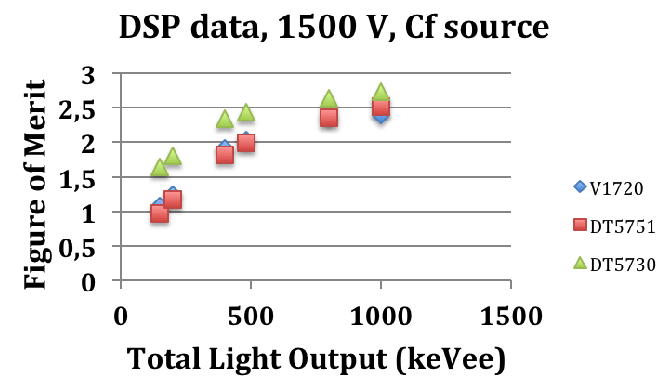 DSP data, 1500 V, Cf source
Figure of Merit
3
2,5
2
1,5
1
0,5
0
0 500 1000 1500
Total Light Output (keVee)
V1720
DT5751
DT5730